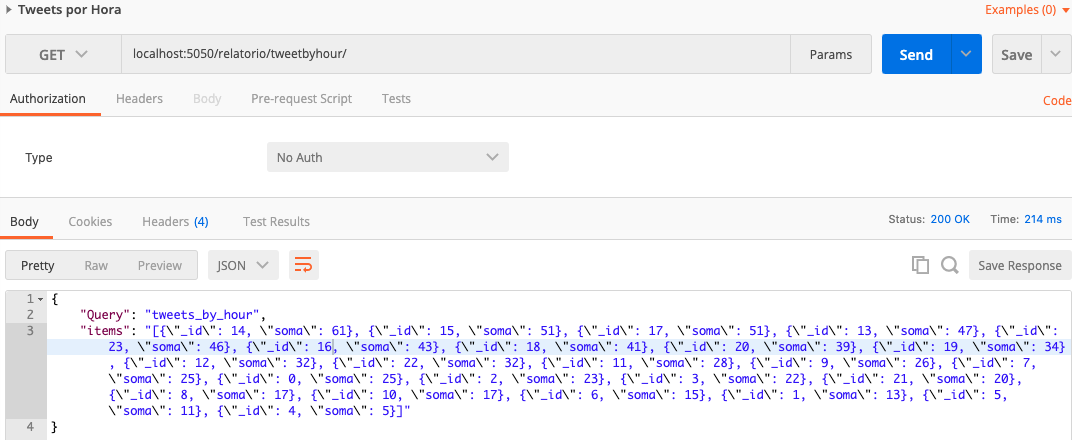 Tweets por Hora Examples (0)
GET localhost:5050/relatorio/tweetbyhour/ Params Send Save
Authorization Headers Body Pre-request Script Tests Code
Type No Auth
Body Cookies Headers (4) Test Results Status: 200 OK Time: 214 ms
Pretty Raw Preview JSON Save Response
1 {
2 "Query": "tweets_by_hour",
3 "items": "[{\"_id\": 14, \"soma\": 61}, {\"_id\": 15, \"soma\": 51}, {\"_id\": 17, \"soma\": 51}, {\"_id\": 13, \"soma\": 47}, {\"_id\":
23, \"soma\": 46}, {\"_id\": 16, \"soma\": 43}, {\"_id\": 18, \"soma\": 41}, {\"_id\": 20, \"soma\": 39}, {\"_id\": 19, \"soma\": 34}
, {\"_id\": 12, \"soma\": 32}, {\"_id\": 22, \"soma\": 32}, {\"_id\": 11, \"soma\": 28}, {\"_id\": 9, \"soma\": 26}, {\"_id\": 7,
\"soma\": 25}, {\"_id\": 0, \"soma\": 25}, {\"_id\": 2, \"soma\": 23}, {\"_id\": 3, \"soma\": 22}, {\"_id\": 21, \"soma\": 20},
{\"_id\": 8, \"soma\": 17}, {\"_id\": 10, \"soma\": 17}, {\"_id\": 6, \"soma\": 15}, {\"_id\": 1, \"soma\": 13}, {\"_id\": 5,
\"soma\": 11}, {\"_id\": 4, \"soma\": 5}]"
4 }